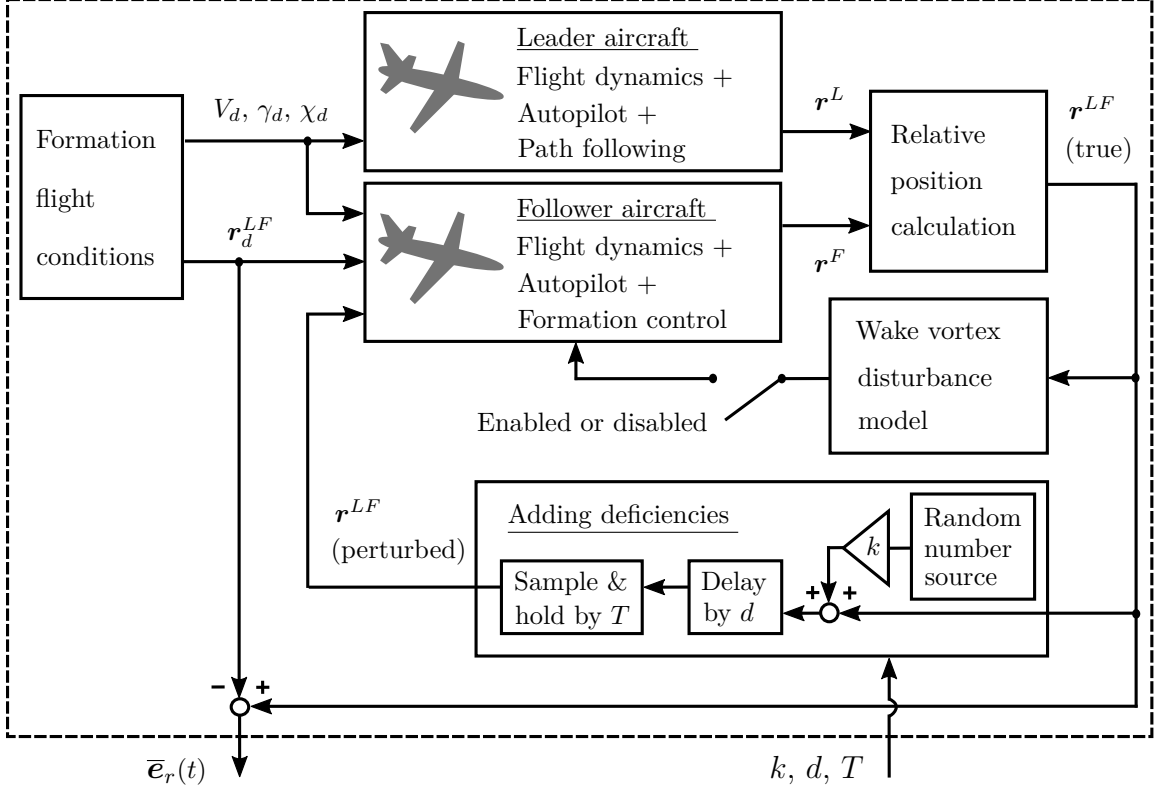 Leader aircraft
Flight dynamics +
Autopilot +
Path following
Formation
flight
conditions
V_d, γ_d, χ_d
r_d^{LF}
Follower aircraft
Flight dynamics +
Autopilot +
Formation control
r^L
r^F
Relative
position
calculation
r^{LF}
(true)
Wake vortex
disturbance
model
Enabled or disabled
r^{LF}
(perturbed)
Adding deficiencies
Random
number
source
k
+ +
Delay
by d
Sample &
hold by T
− +
e̅_r(t)
k, d, T